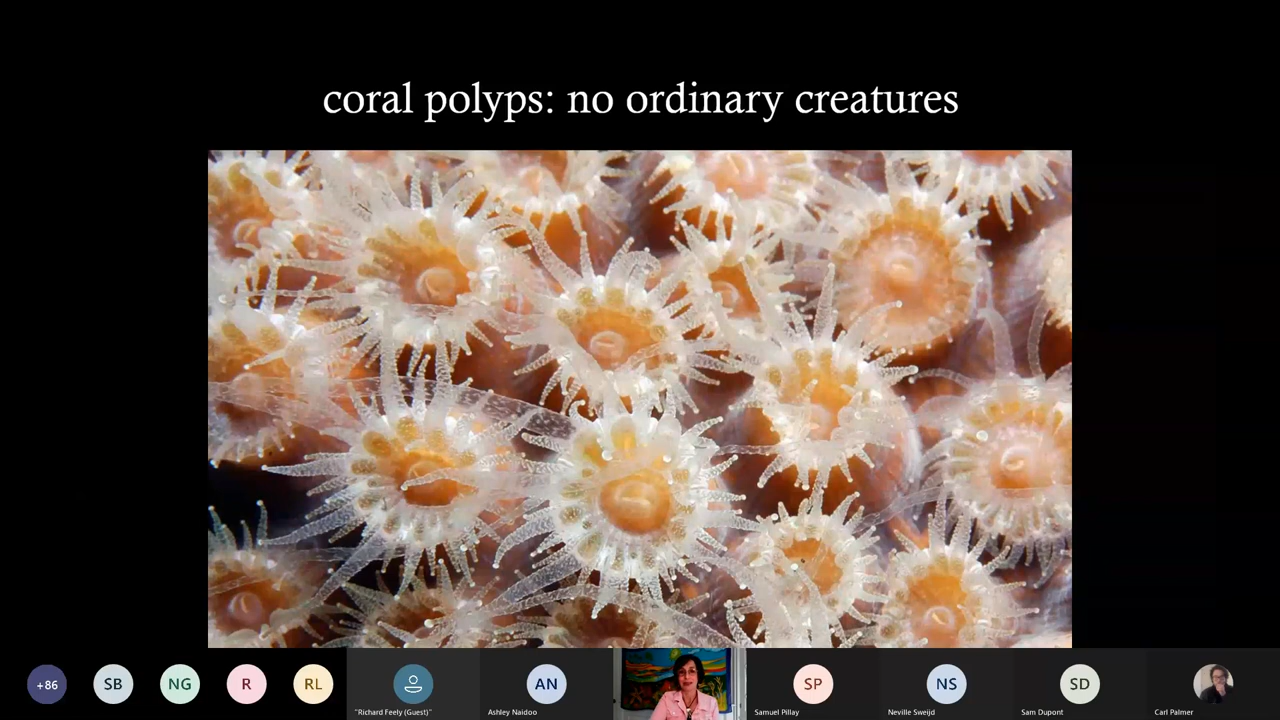 coral polyps: no ordinary creatures
+86
SB
NG
R
RL
"Richard Feely (Guest)"
AN
Ashley Naidoo
SP
Samuel Pillay
NS
Neville Sweijd
SD
Sam Dupont
Carl Palmer